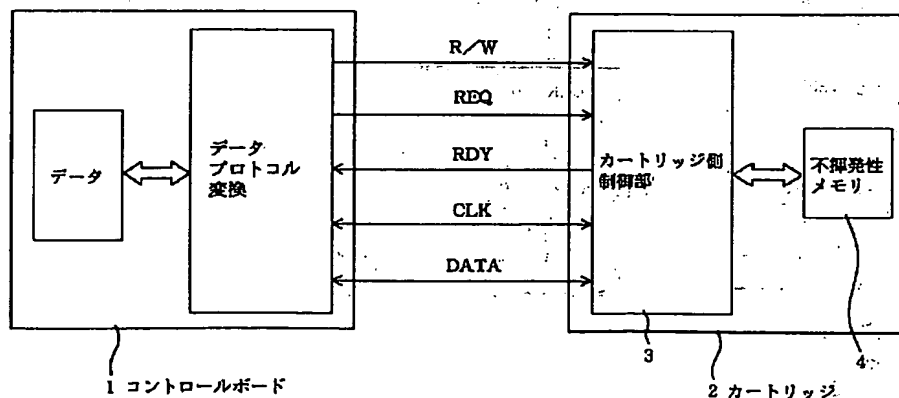 R/W
REQ
RDY
CLK
DATA
データ
データ
プロトコル
変換
カートリッジ側
制御部
不揮発性
メモリ
1 コントロールボード
3
2 カートリッジ
4